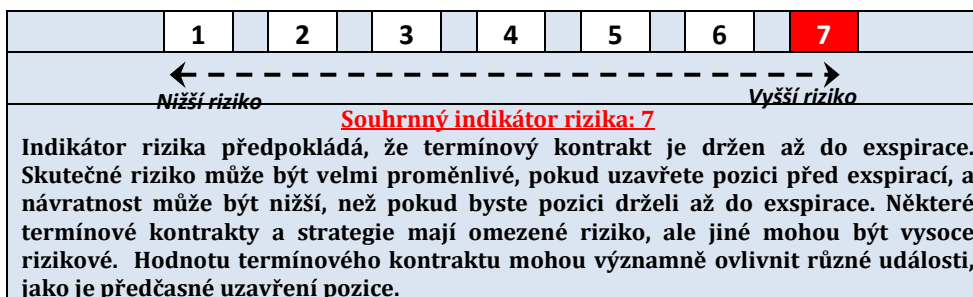 1 2 3 4 5 6 7
Nižší riziko Vyšší riziko
Souhrnný indikátor rizika: 7
Indikátor rizika předpokládá, že termínový kontrakt je držen až do exspirace.
Skutečné riziko může být velmi proměnlivé, pokud uzavřete pozici před exspirací, a
návratnost může být nižší, než pokud byste pozici drželi až do exspirace. Některé
termínové kontrakty a strategie mají omezené riziko, ale jiné mohou být vysoce
rizikové. Hodnotu termínového kontraktu mohou významně ovlivnit různé události,
jako je předčasné uzavření pozice.